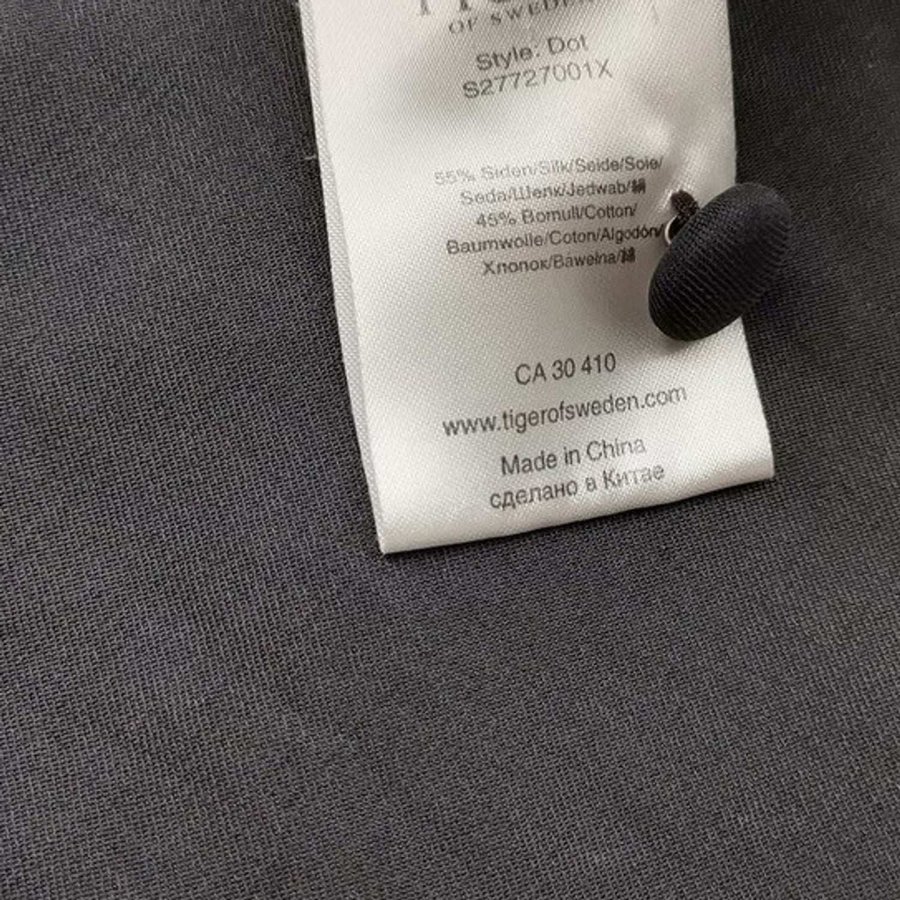 OF SWEDEN
Style: Dot
S27727001X
55% Siden/Silk/Seide/Soie/
Seda/Шелк/Jedwab/絹
45% Bomull/Cotton/
Baumwolle/Coton/Algodón/
Хлопок/Bawełna/綿
CA 30 410
www.tigerofsweden.com
Made in China
сделано в Китае